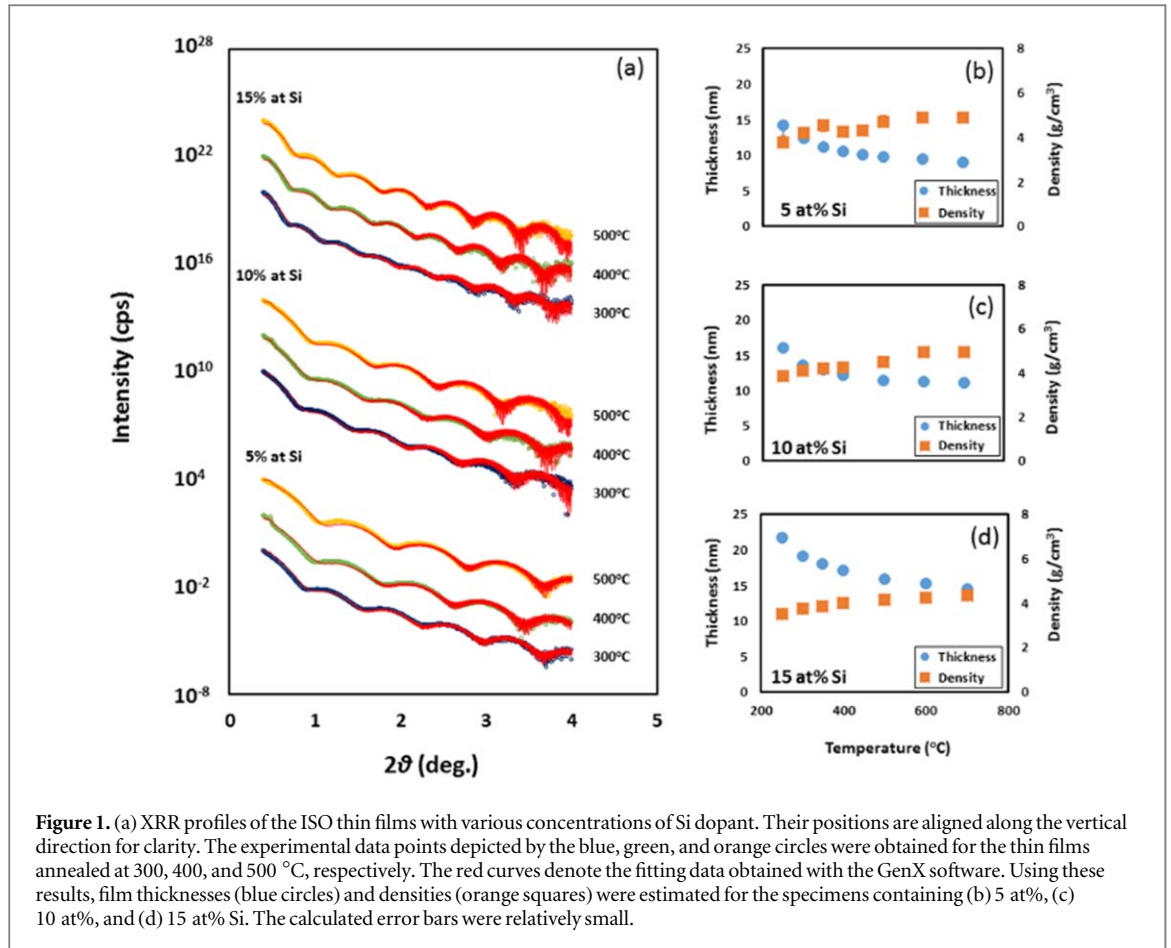 10^28
10^22
10^16
10^10
10^4
10^-2
10^-8
Intensity (cps)
(a)
15% at Si
500°C
400°C
300°C
10% at Si
500°C
400°C
300°C
5% at Si
500°C
400°C
300°C
0 1 2 3 4 5
2ϑ (deg.)
25 8
20 6
15
10 4
5 2
0 0
Thickness (nm)
Density (g/cm³)
(b)
Thickness
Density
5 at% Si
25 8
20 6
15
10 4
5 2
0 0
Thickness (nm)
Density (g/cm³)
(c)
Thickness
Density
10 at% Si
25 8
20 6
15
10 4
5 2
0 0
Thickness (nm)
Density (g/cm³)
(d)
Thickness
Density
15 at% Si
200 400 600 800
Temperature (°C)
Figure 1. (a) XRR profiles of the ISO thin films with various concentrations of Si dopant. Their positions are aligned along the vertical
direction for clarity. The experimental data points depicted by the blue, green, and orange circles were obtained for the thin films
annealed at 300, 400, and 500 °C, respectively. The red curves denote the fitting data obtained with the GenX software. Using these
results, film thicknesses (blue circles) and densities (orange squares) were estimated for the specimens containing (b) 5 at%, (c)
10 at%, and (d) 15 at% Si. The calculated error bars were relatively small.